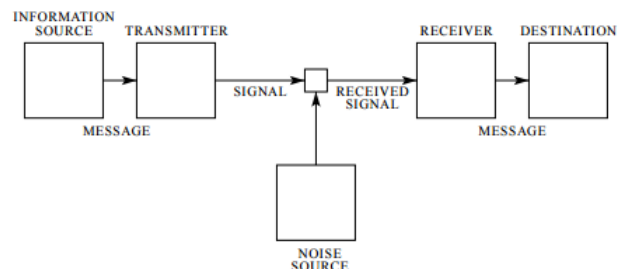 INFORMATION
SOURCE
TRANSMITTER
RECEIVER
DESTINATION
SIGNAL
RECEIVED
SIGNAL
MESSAGE
MESSAGE
NOISE
SOURCE